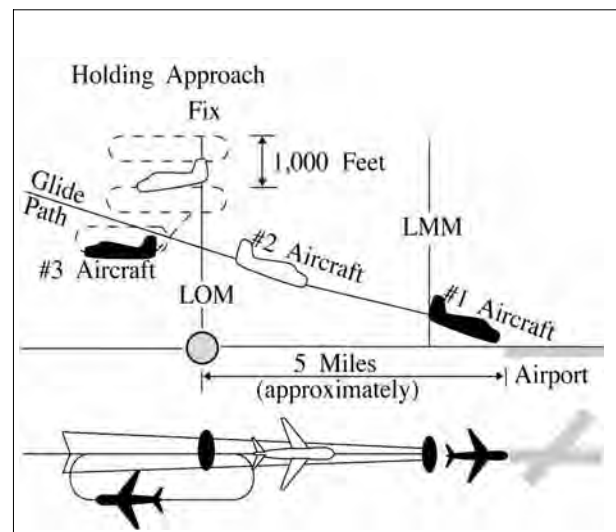 Holding Approach
Fix
1,000 Feet
Glide
Path
#2 Aircraft
LMM
#3 Aircraft
LOM
#1 Aircraft
5 Miles
(approximately)
Airport